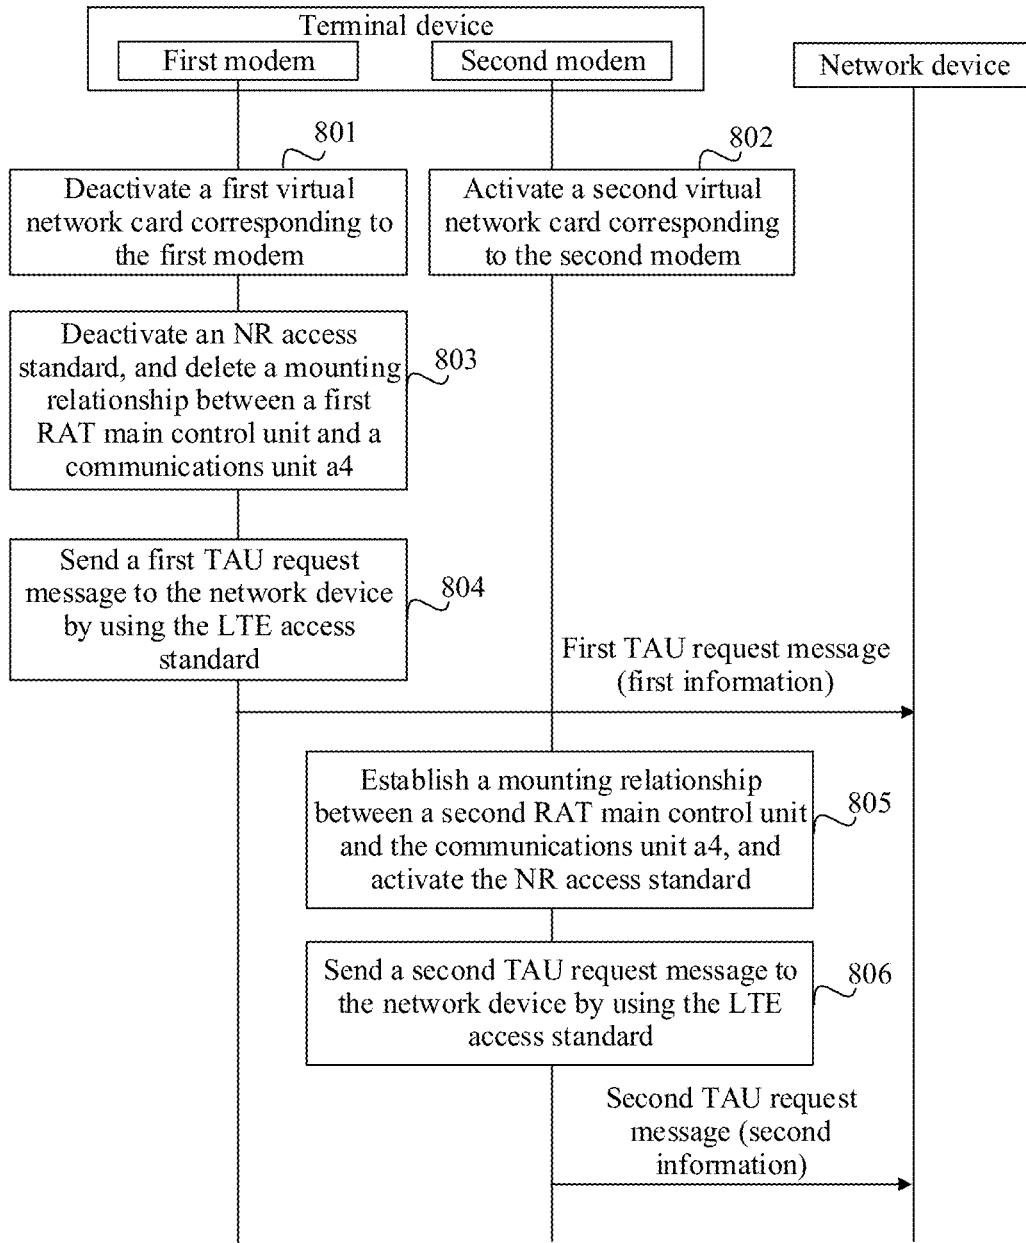 Terminal device
First modem
Second modem
Network device
801
802
Deactivate a first virtual
network card corresponding to
the first modem
Activate a second virtual
network card corresponding
to the second modem
Deactivate an NR access
standard, and delete a mounting
relationship between a first
RAT main control unit and a
communications unit a4
803
Send a first TAU request
message to the network device
by using the LTE access
standard
804
First TAU request message
(first information)
Establish a mounting relationship
between a second RAT main control unit
and the communications unit a4, and
activate the NR access standard
805
Send a second TAU request message to
the network device by using the LTE
access standard
806
Second TAU request
message (second
information)